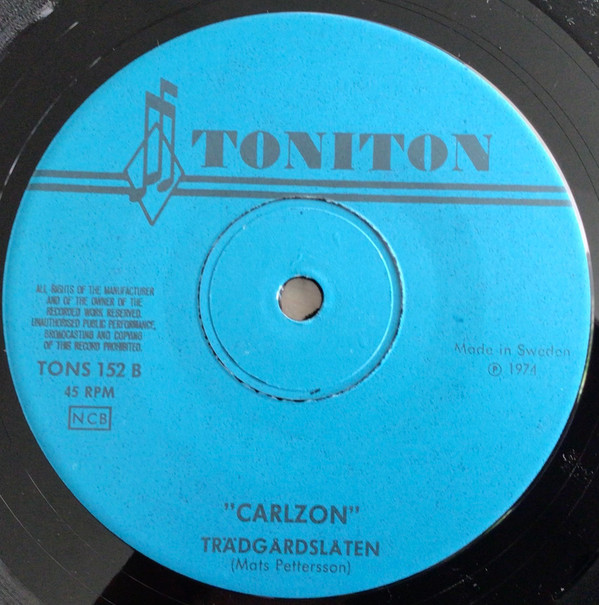 TONITON
ALL RIGHTS OF THE MANUFACTURER
AND OF THE OWNER OF THE
RECORDED WORK RESERVED.
UNAUTHORISED PUBLIC PERFORMANCE,
BROADCASTING AND COPYING
OF THIS RECORD PROHIBITED.
TONS 152 B
45 RPM
NCB
Made in Sweden
℗ 1974
"CARLZON"
TRÄDGÅRDSLÅTEN
(Mats Pettersson)